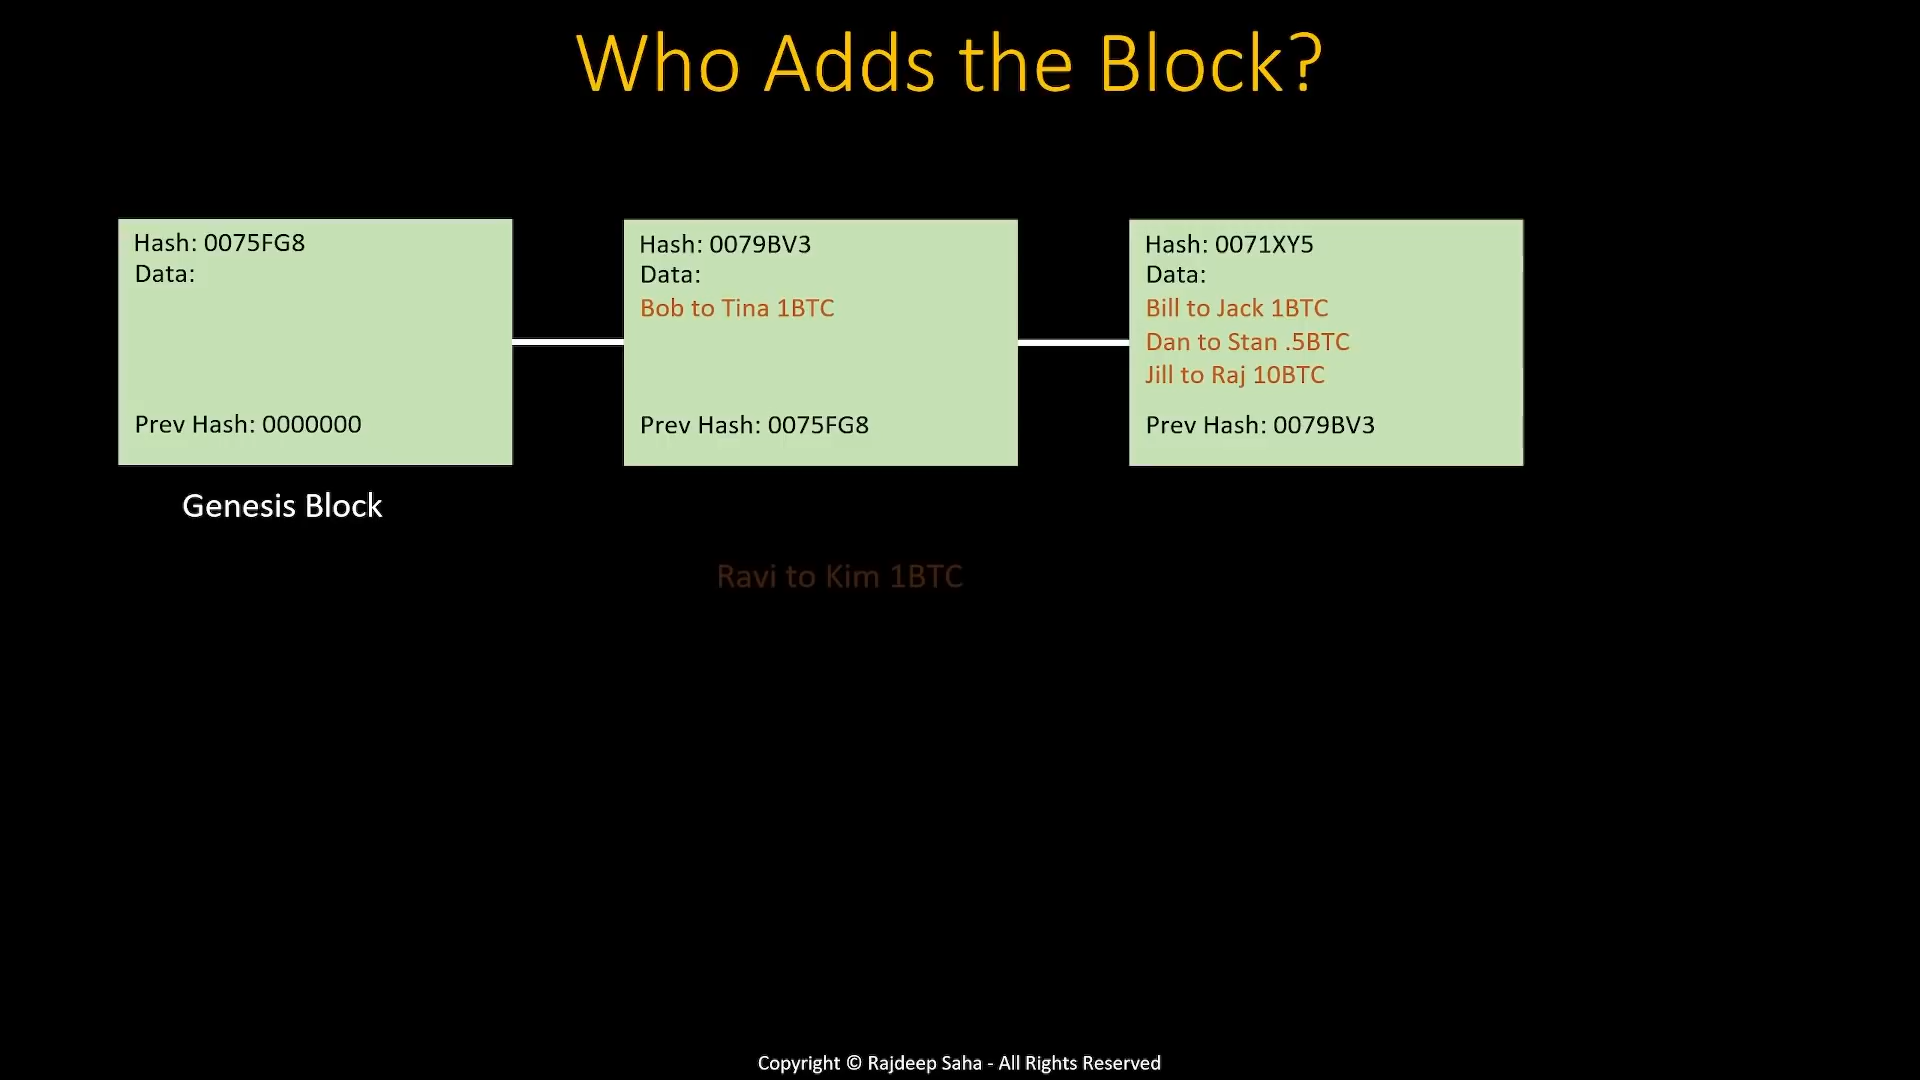 Who Adds the Block?
Hash: 0075FG8
Data:
Prev Hash: 0000000
Genesis Block
Hash: 0079BV3
Data:
Bob to Tina 1BTC
Prev Hash: 0075FG8
Hash: 0071XY5
Data:
Bill to Jack 1BTC
Dan to Stan .5BTC
Jill to Raj 10BTC
Prev Hash: 0079BV3
Ravi to Kim 1BTC
Copyright © Rajdeep Saha - All Rights Reserved